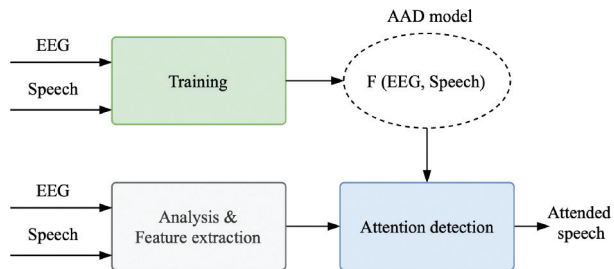 AAD model
EEG
Speech
Training
F (EEG, Speech)
EEG
Speech
Analysis &
Feature extraction
Attention detection
Attended
speech